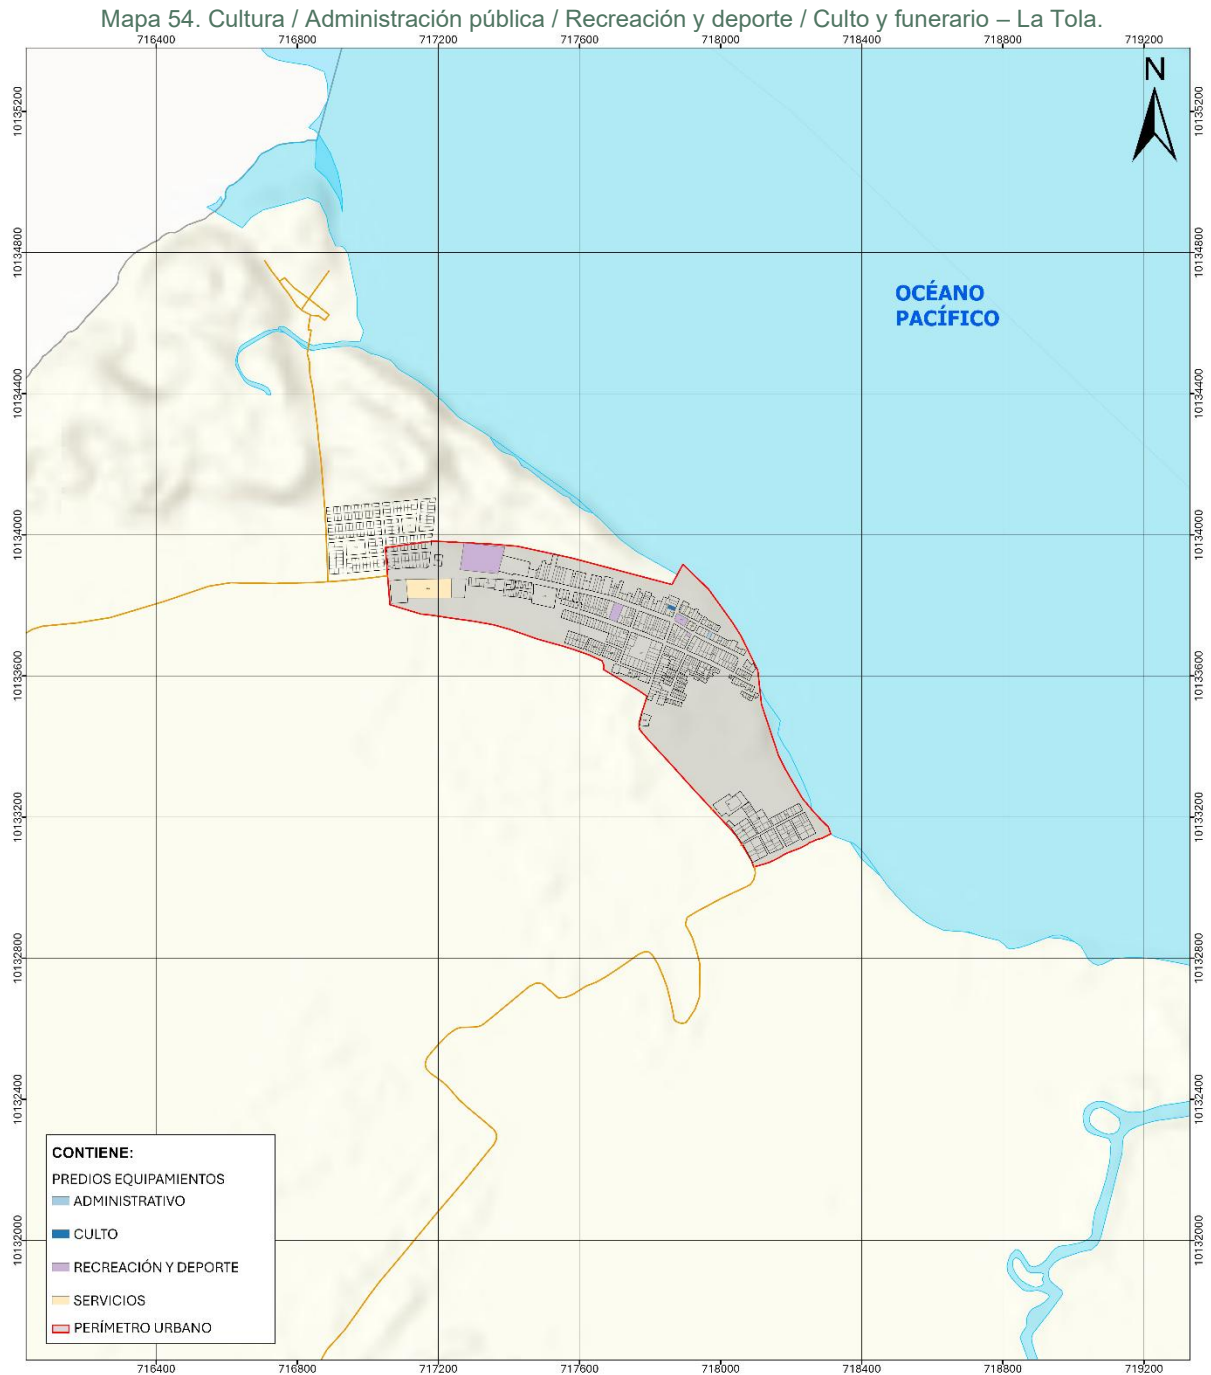 Mapa 54. Cultura / Administración pública / Recreación y deporte / Culto y funerario – La Tola.
716400 716800 717200 717600 718000 718400 718800 719200
N
10135200 10135200
10134800 10134800
OCÉANO
PACÍFICO
10134400 10134400
10134000 10134000
10133600 10133600
10133200 10133200
10132800 10132800
10132400 10132400
CONTIENE:
PREDIOS EQUIPAMIENTOS
ADMINISTRATIVO
CULTO
10132000 10132000
RECREACIÓN Y DEPORTE
SERVICIOS
PERÍMETRO URBANO
716400 716800 717200 717600 718000 718400 718800 719200